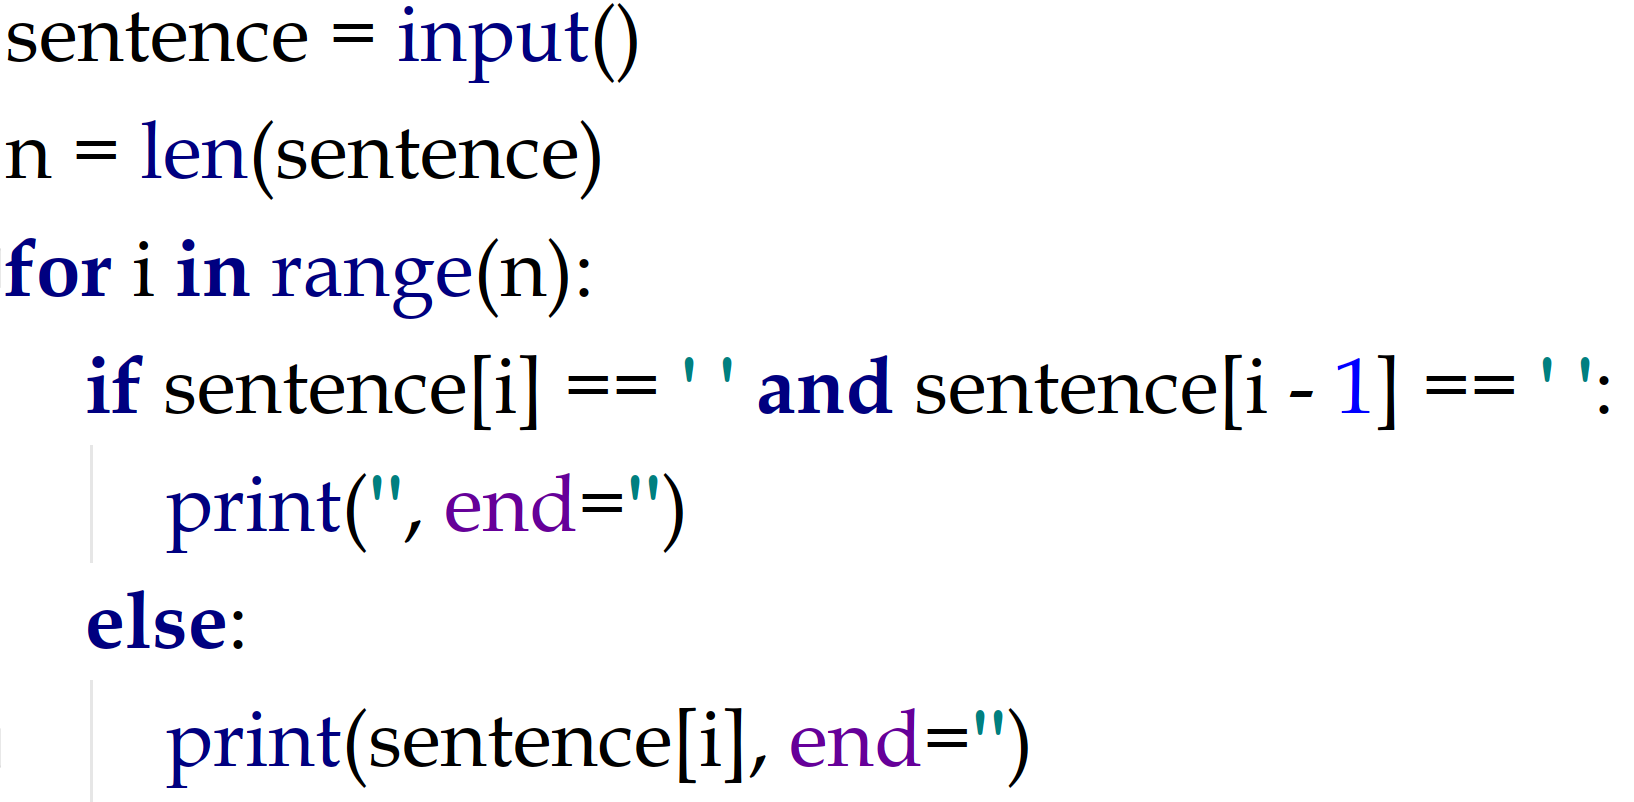 sentence = input()
n = len(sentence)
for i in range(n):
    if sentence[i] == ' ' and sentence[i - 1] == ' ':
        print('', end='')
    else:
        print(sentence[i], end='')